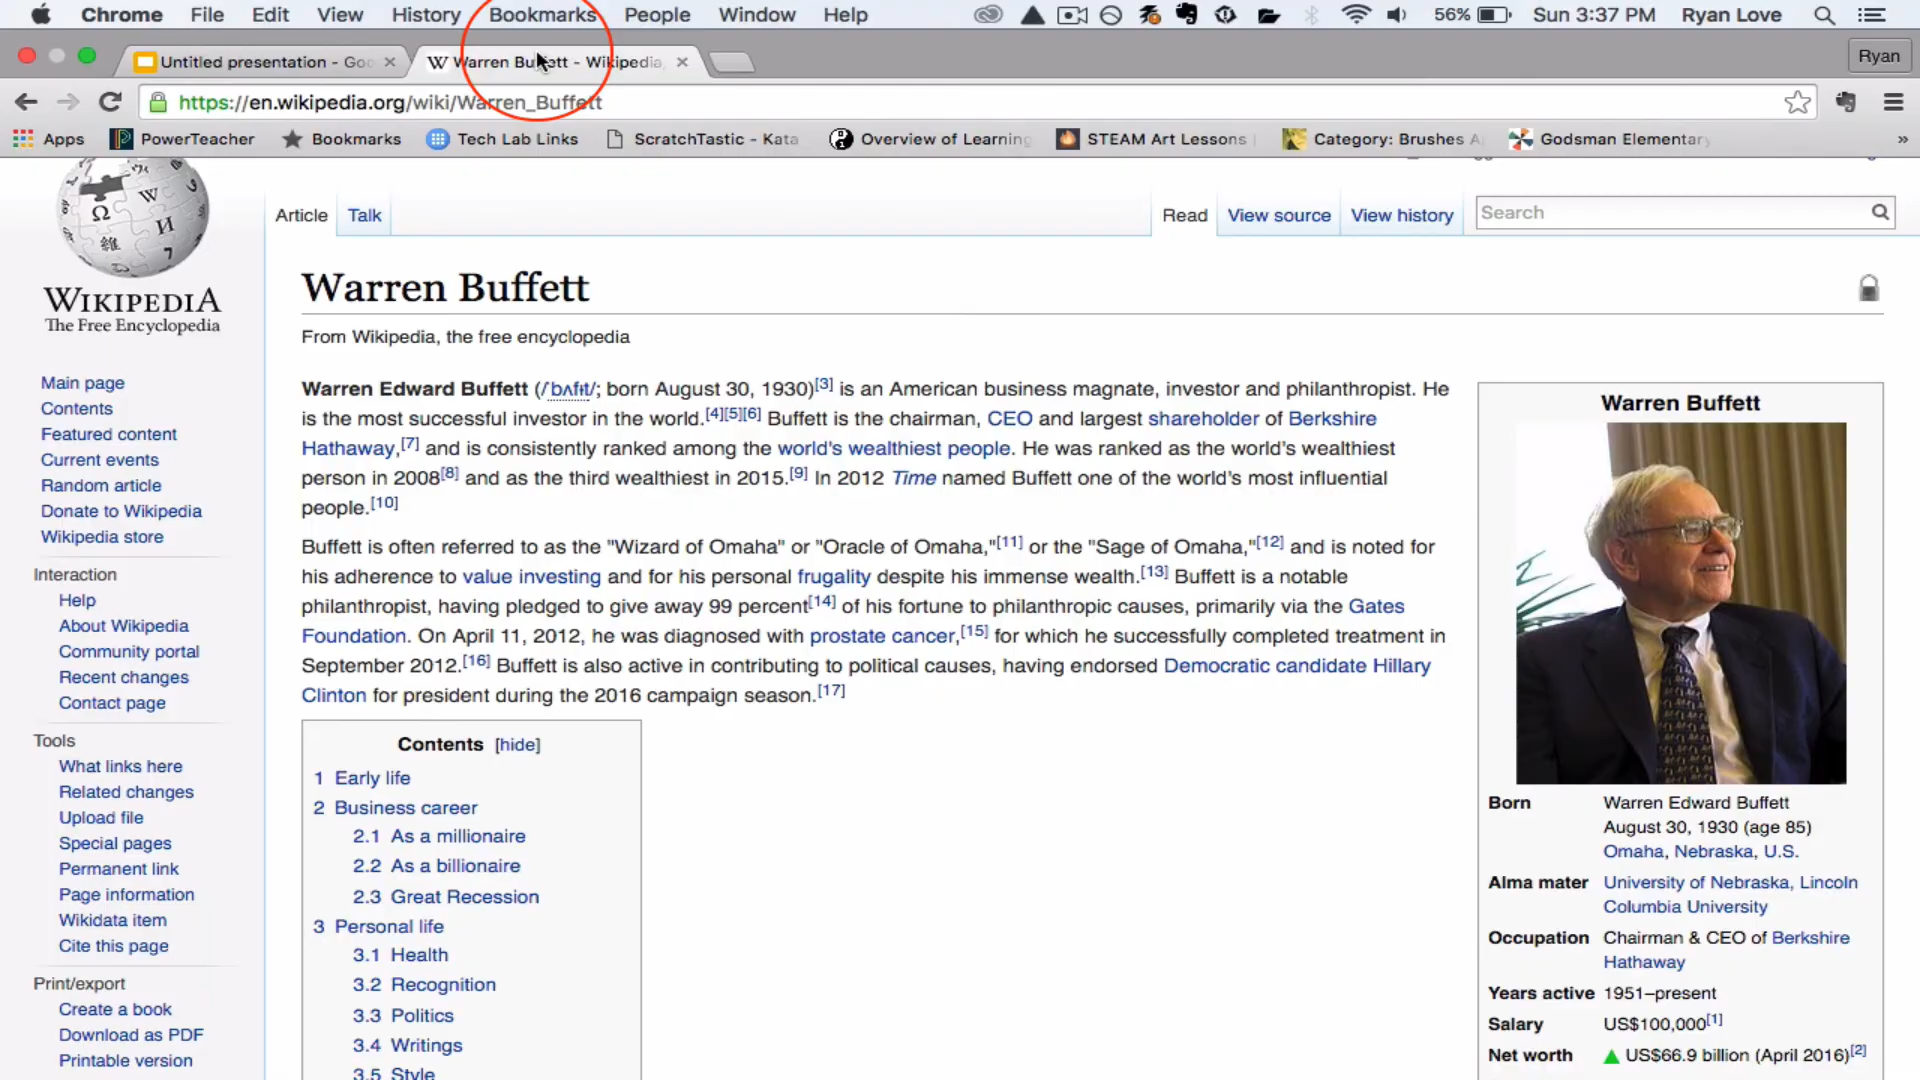 Chrome File Edit View History Bookmarks People Window Help 56% Sun 3:37 PM Ryan Love
Untitled presentation - Goo
Warren Buffett - Wikipedia,
Ryan
https://en.wikipedia.org/wiki/Warren_Buffett
Apps PowerTeacher Bookmarks Tech Lab Links ScratchTastic - Kata Overview of Learning STEAM Art Lessons Category: Brushes A Godsman Elementary »
WIKIPEDIA
The Free Encyclopedia
Main page
Contents
Featured content
Current events
Random article
Donate to Wikipedia
Wikipedia store
Interaction
Help
About Wikipedia
Community portal
Recent changes
Contact page
Tools
What links here
Related changes
Upload file
Special pages
Permanent link
Page information
Wikidata item
Cite this page
Print/export
Create a book
Download as PDF
Printable version
Article Talk Read View source View history Search
Warren Buffett
From Wikipedia, the free encyclopedia
Warren Edward Buffett (/ˈbʌfɪt/; born August 30, 1930)[3] is an American business magnate, investor and philanthropist. He
is the most successful investor in the world.[4][5][6] Buffett is the chairman, CEO and largest shareholder of Berkshire
Hathaway,[7] and is consistently ranked among the world's wealthiest people. He was ranked as the world's wealthiest
person in 2008[8] and as the third wealthiest in 2015.[9] In 2012 Time named Buffett one of the world's most influential
people.[10]
Buffett is often referred to as the "Wizard of Omaha" or "Oracle of Omaha,"[11] or the "Sage of Omaha,"[12] and is noted for
his adherence to value investing and for his personal frugality despite his immense wealth.[13] Buffett is a notable
philanthropist, having pledged to give away 99 percent[14] of his fortune to philanthropic causes, primarily via the Gates
Foundation. On April 11, 2012, he was diagnosed with prostate cancer,[15] for which he successfully completed treatment in
September 2012.[16] Buffett is also active in contributing to political causes, having endorsed Democratic candidate Hillary
Clinton for president during the 2016 campaign season.[17]
Contents [hide]
1 Early life
2 Business career
2.1 As a millionaire
2.2 As a billionaire
2.3 Great Recession
3 Personal life
3.1 Health
3.2 Recognition
3.3 Politics
3.4 Writings
3.5 Style
Warren Buffett
Born Warren Edward Buffett
August 30, 1930 (age 85)
Omaha, Nebraska, U.S.
Alma mater University of Nebraska, Lincoln
Columbia University
Occupation Chairman & CEO of Berkshire
Hathaway
Years active 1951–present
Salary US$100,000[1]
Net worth ▲ US$66.9 billion (April 2016)[2]